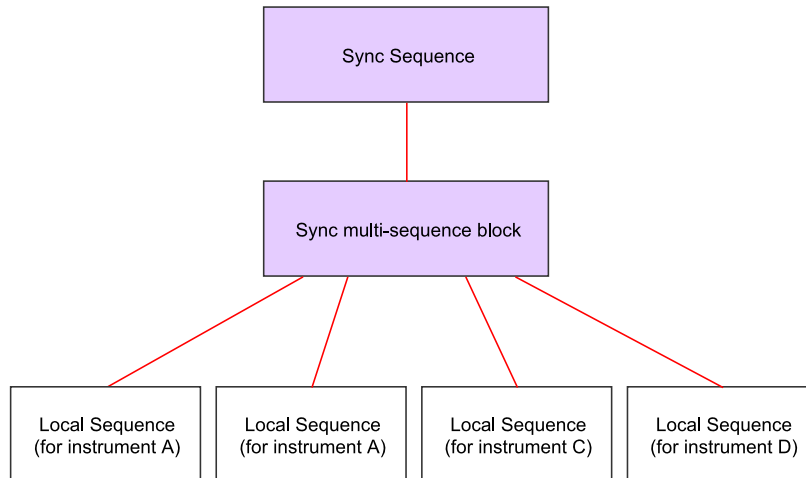 Sync Sequence
Sync multi-sequence block
Local Sequence
(for instrument A)
Local Sequence
(for instrument A)
Local Sequence
(for instrument C)
Local Sequence
(for instrument D)